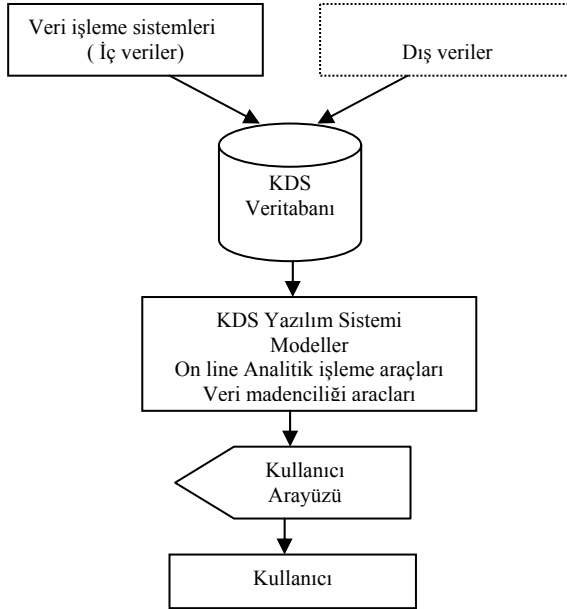 Veri işleme sistemleri
( İç veriler)
Dış veriler
KDS
Veritabanı
KDS Yazılım Sistemi
Modeller
On line Analitik işleme araçları
Veri madenciliği araçları
Kullanıcı
Arayüzü
Kullanıcı